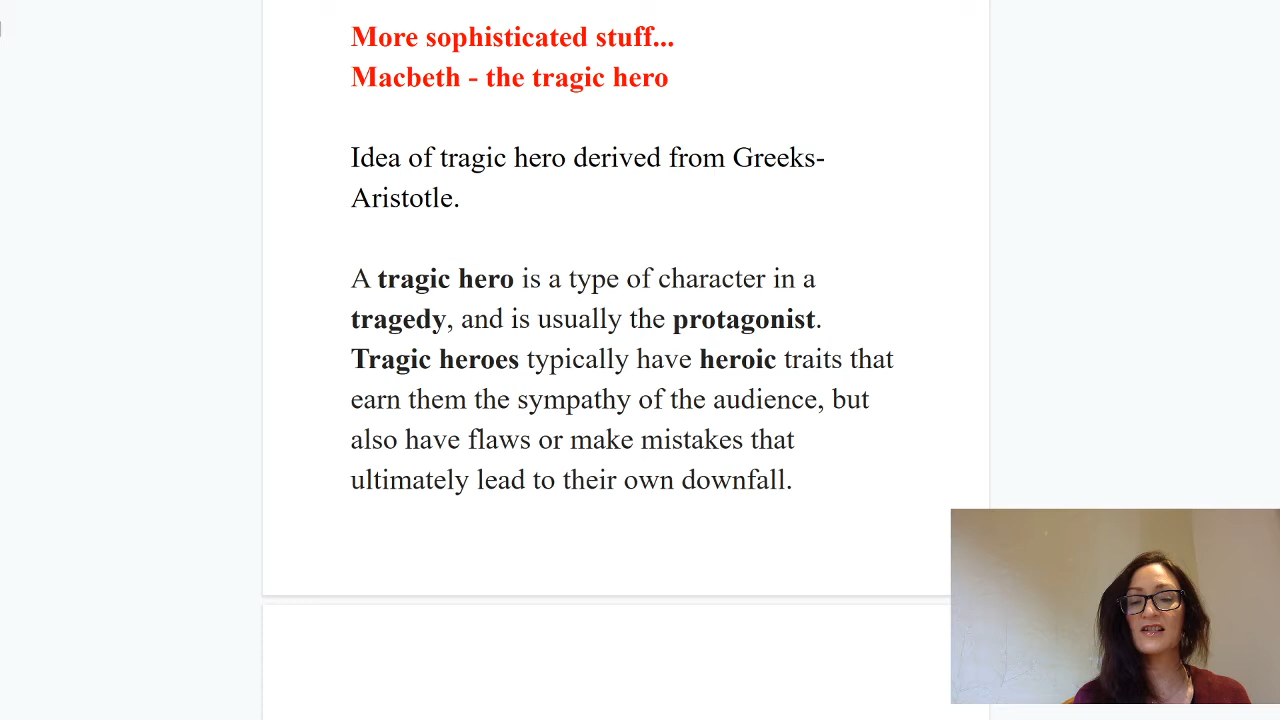 More sophisticated stuff...
Macbeth - the tragic hero
Idea of tragic hero derived from Greeks-
Aristotle.
A tragic hero is a type of character in a
tragedy, and is usually the protagonist.
Tragic heroes typically have heroic traits that
earn them the sympathy of the audience, but
also have flaws or make mistakes that
ultimately lead to their own downfall.